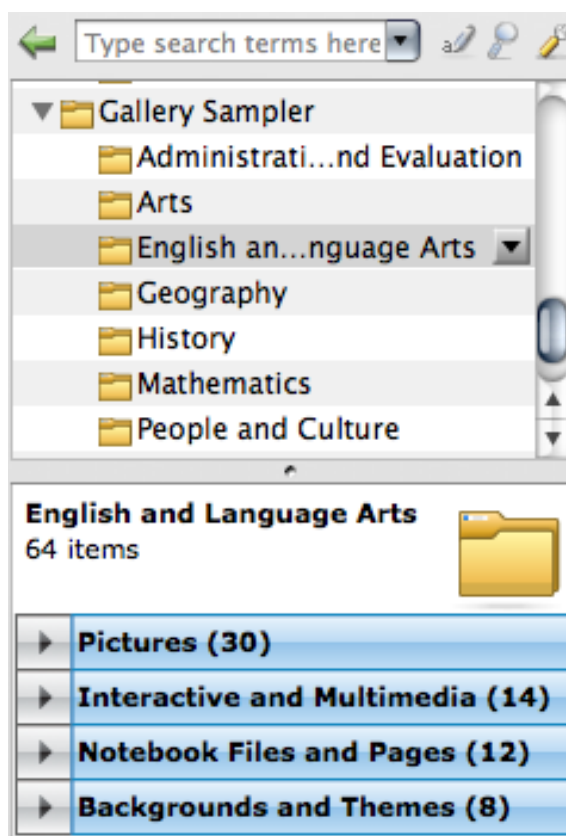 Type search terms here
Gallery Sampler
Administrati...nd Evaluation
Arts
English an...nguage Arts
Geography
History
Mathematics
People and Culture
English and Language Arts
64 items
Pictures (30)
Interactive and Multimedia (14)
Notebook Files and Pages (12)
Backgrounds and Themes (8)